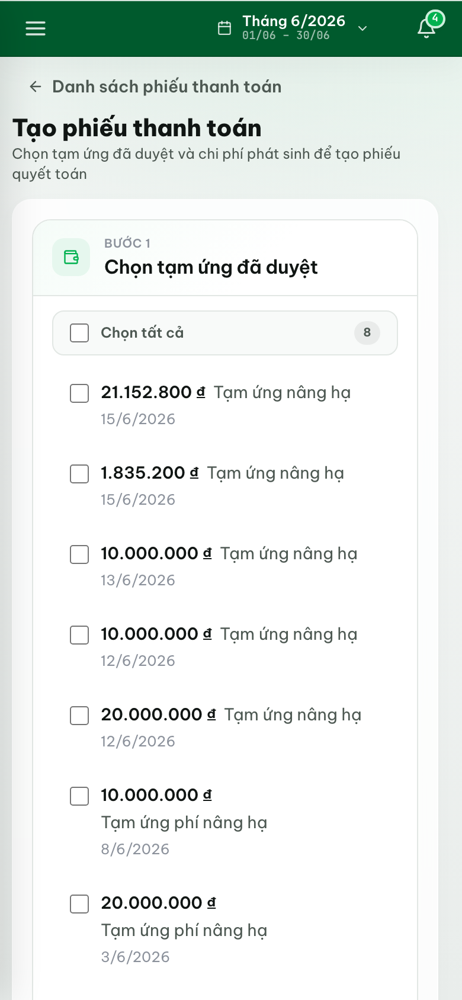 Tháng 6/2026
01/06 – 30/06
4
Danh sách phiếu thanh toán
Tạo phiếu thanh toán
Chọn tạm ứng đã duyệt và chi phí phát sinh để tạo phiếu
quyết toán
BƯỚC 1
Chọn tạm ứng đã duyệt
Chọn tất cả 8
21.152.800 ₫ Tạm ứng nâng hạ
15/6/2026
1.835.200 ₫ Tạm ứng nâng hạ
15/6/2026
10.000.000 ₫ Tạm ứng nâng hạ
13/6/2026
10.000.000 ₫ Tạm ứng nâng hạ
12/6/2026
20.000.000 ₫ Tạm ứng nâng hạ
12/6/2026
10.000.000 ₫
Tạm ứng phí nâng hạ
8/6/2026
20.000.000 ₫
Tạm ứng phí nâng hạ
3/6/2026